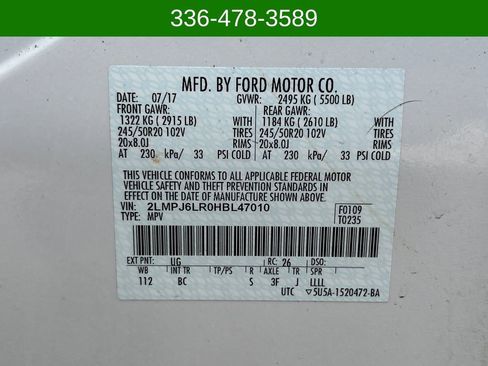 336-478-3589
MFD. BY FORD MOTOR CO.
DATE: 07/17 GVWR: 2495 KG ( 5500 LB)
FRONT GAWR: REAR GAWR:
1322 KG ( 2915 LB) WITH 1184 KG ( 2610 LB) WITH
245/50R20 102V TIRES 245/50R20 102V TIRES
20x8.0J RIMS 20x8.0J RIMS
AT 230 kPa/ 33 PSI COLD AT 230 kPa/ 33 PSI COLD
THIS VEHICLE CONFORMS TO ALL APPLICABLE FEDERAL MOTOR
VEHICLE SAFETY AND THEFT PREVENTION STANDARDS IN EFFECT
ON THE DATE OF MANUFACTURE SHOWN ABOVE.
VIN: 2LMPJ6LR0HBL47010 F0109
TYPE: MPV T0235
EXT PNT: UG RC: 26 DSO:
WB INT TR TP/PS R AXLE TR SPR
112 BC S 3F J LLLL
UTC ▽5U5A-1520472-BA